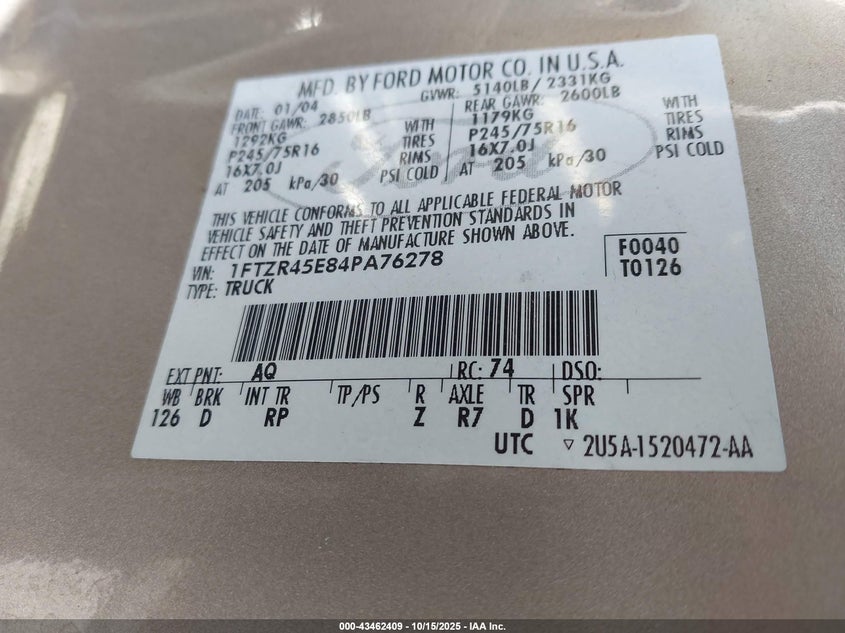 MFD. BY FORD MOTOR CO. IN U.S.A.
DATE: 01/04 GVWR: 5140LB/ 2331KG
FRONT GAWR: 2850LB REAR GAWR: 2600LB
1292KG WITH 1179KG WITH
P245/75R16 TIRES P245/75R16 TIRES
16X7.0J RIMS 16X7.0J RIMS
AT 205 kPa/30 PSI COLD AT 205 kPa/30 PSI COLD
Ford
THIS VEHICLE CONFORMS TO ALL APPLICABLE FEDERAL MOTOR
VEHICLE SAFETY AND THEFT PREVENTION STANDARDS IN
EFFECT ON THE DATE OF MANUFACTURE SHOWN ABOVE.
VIN: 1FTZR45E84PA76278 F0040
TYPE: TRUCK T0126
EXT PNT: AQ RC: 74 DSO:
WB BRK INT TR TP/PS R AXLE TR SPR
126 D RP Z R7 D 1K
UTC ▽ 2U5A-1520472-AA
000-43462409 - 10/15/2025 - IAA Inc.